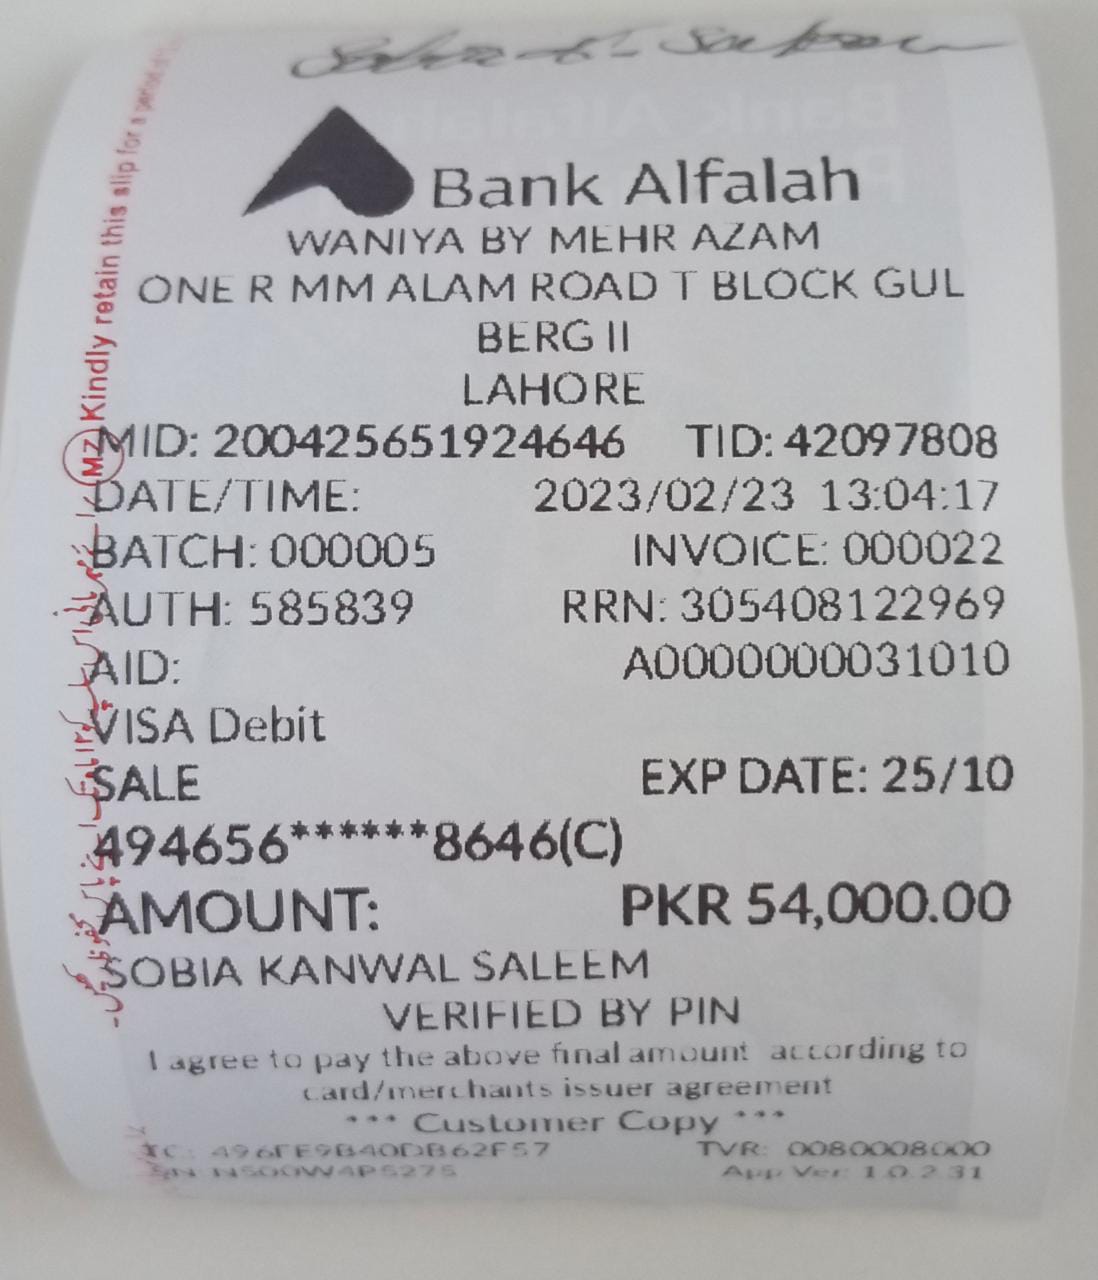 Bank Alfalah
WANIYA BY MEHR AZAM
ONE R MM ALAM ROAD T BLOCK GUL
BERG II
LAHORE
MID: 200425651924646 TID: 42097808
DATE/TIME: 2023/02/23 13:04:17
BATCH: 000005 INVOICE: 000022
AUTH: 585839 RRN: 305408122969
AID: A0000000031010
VISA Debit
SALE EXP DATE: 25/10
494656******8646(C)
AMOUNT: PKR 54,000.00
SOBIA KANWAL SALEEM
VERIFIED BY PIN
I agree to pay the above final amount according to
card/merchants issuer agreement
*** Customer Copy ***
TC: 496FE9B40DB62F57 TVR: 0080008000
SN: N500W4P5275 App Ver: 1.0.2.31
MZ Kindly retain this slip for a period